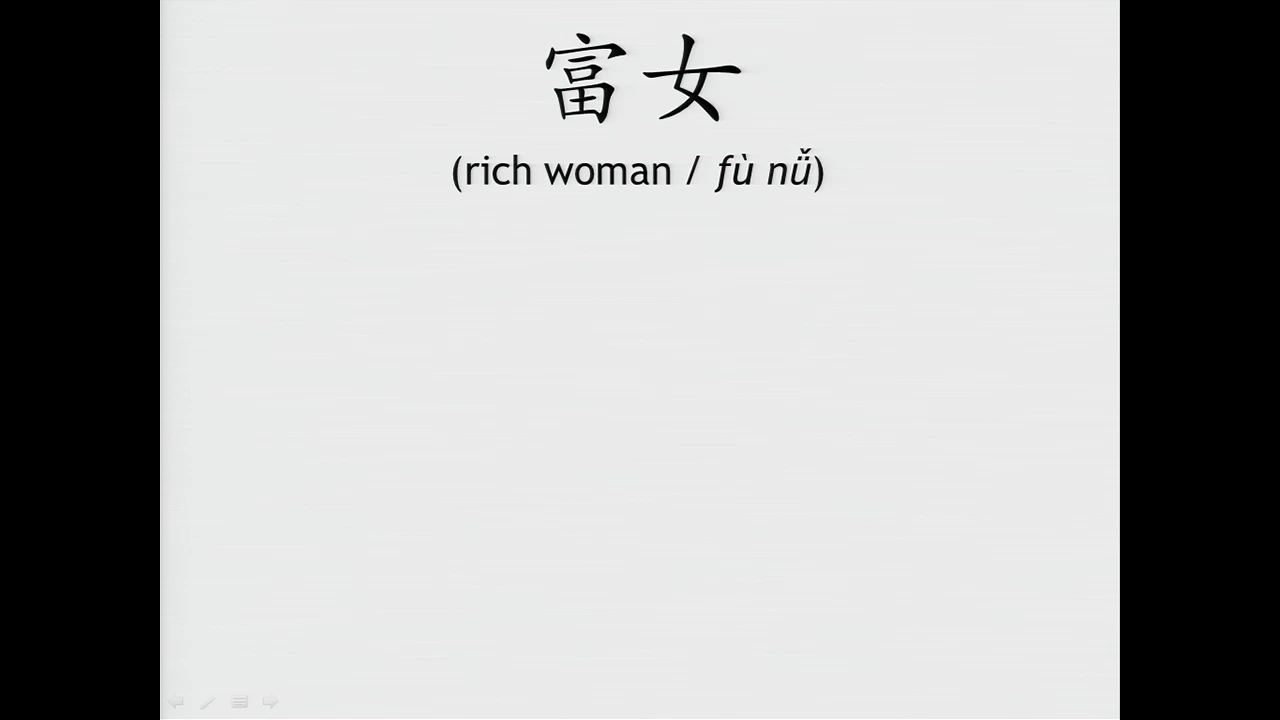 富女
(rich woman / fù nǚ)